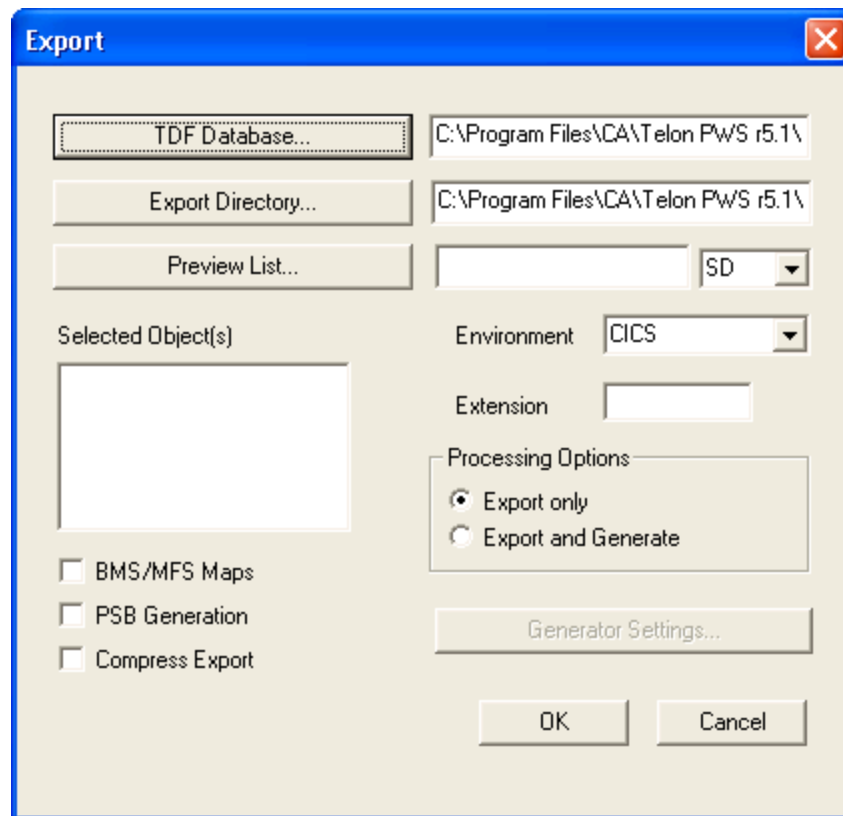 Export
TDF Database... C:\Program Files\CA\Telon PWS r5.1\
Export Directory... C:\Program Files\CA\Telon PWS r5.1\
Preview List... SD
Selected Object(s)
Environment CICS
Extension
Processing Options
Export only
Export and Generate
BMS/MFS Maps
PSB Generation
Compress Export
Generator Settings...
OK Cancel